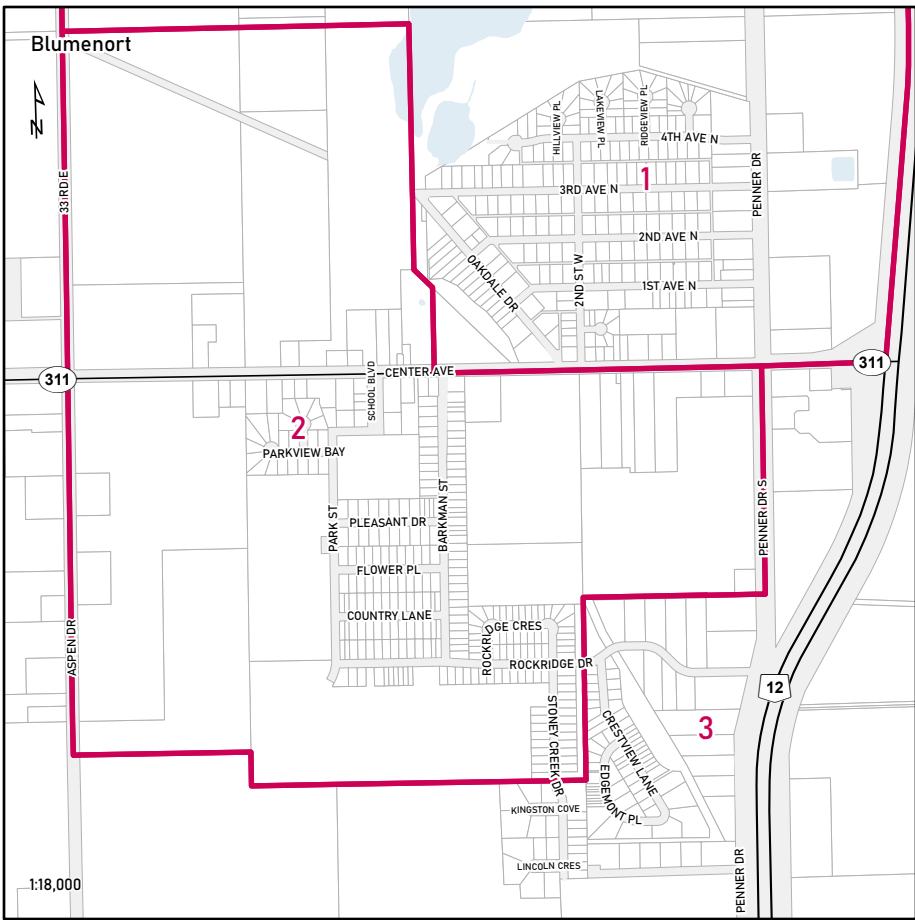 Blumenort
N
33 RD E
HILLVIEW PL
LAKEVIEW PL
RIDGEVIEW PL
4TH AVE N
PENNER DR
1
3RD AVE N
2ND AVE N
OAKDALE DR
2ND ST W
1ST AVE N
311
CENTER AVE
311
SCHOOL BLVD
2
PARKVIEW BAY
PARK ST
PLEASANT DR
BARKMAN ST
PENNER DR S
FLOWER PL
COUNTRY LANE
ASPEN DR
ROCKRIDGE CRES
ROCKRIDGE DR
12
STONEY CREEK DR
CRESTVIEW LANE
3
EDGEMONT PL
KINGSTON COVE
LINCOLN CRES
PENNER DR
1:18,000